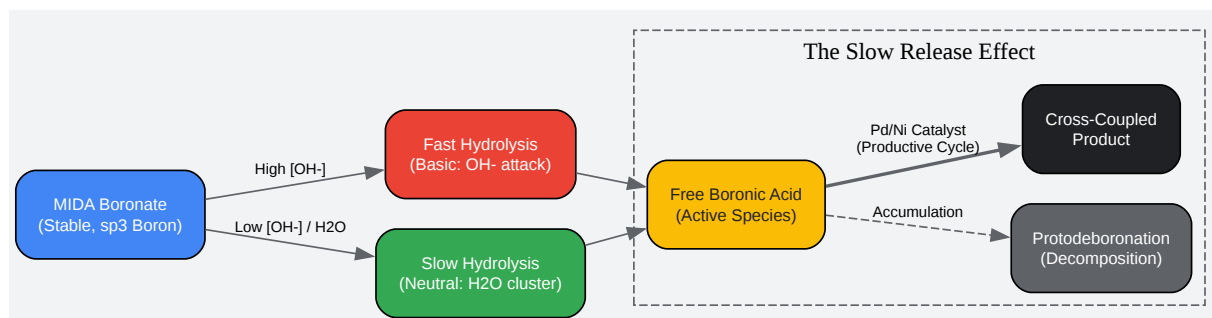 The Slow Release Effect
MIDA Boronate
(Stable, sp3 Boron)
High [OH-]
Low [OH-] / H2O
Fast Hydrolysis
(Basic: OH- attack)
Slow Hydrolysis
(Neutral: H2O cluster)
Free Boronic Acid
(Active Species)
Pd/Ni Catalyst
(Productive Cycle)
Accumulation
Cross-Coupled
Product
Protodeboronation
(Decomposition)